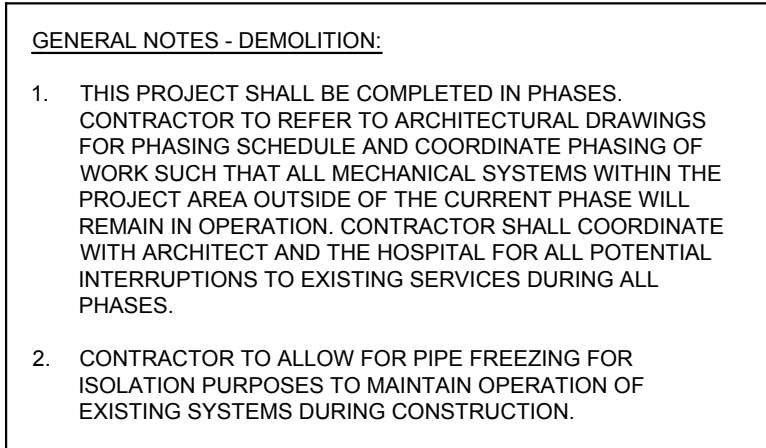 GENERAL NOTES - DEMOLITION:
1. THIS PROJECT SHALL BE COMPLETED IN PHASES.
CONTRACTOR TO REFER TO ARCHITECTURAL DRAWINGS
FOR PHASING SCHEDULE AND COORDINATE PHASING OF
WORK SUCH THAT ALL MECHANICAL SYSTEMS WITHIN THE
PROJECT AREA OUTSIDE OF THE CURRENT PHASE WILL
REMAIN IN OPERATION. CONTRACTOR SHALL COORDINATE
WITH ARCHITECT AND THE HOSPITAL FOR ALL POTENTIAL
INTERRUPTIONS TO EXISTING SERVICES DURING ALL
PHASES.
2. CONTRACTOR TO ALLOW FOR PIPE FREEZING FOR
ISOLATION PURPOSES TO MAINTAIN OPERATION OF
EXISTING SYSTEMS DURING CONSTRUCTION.